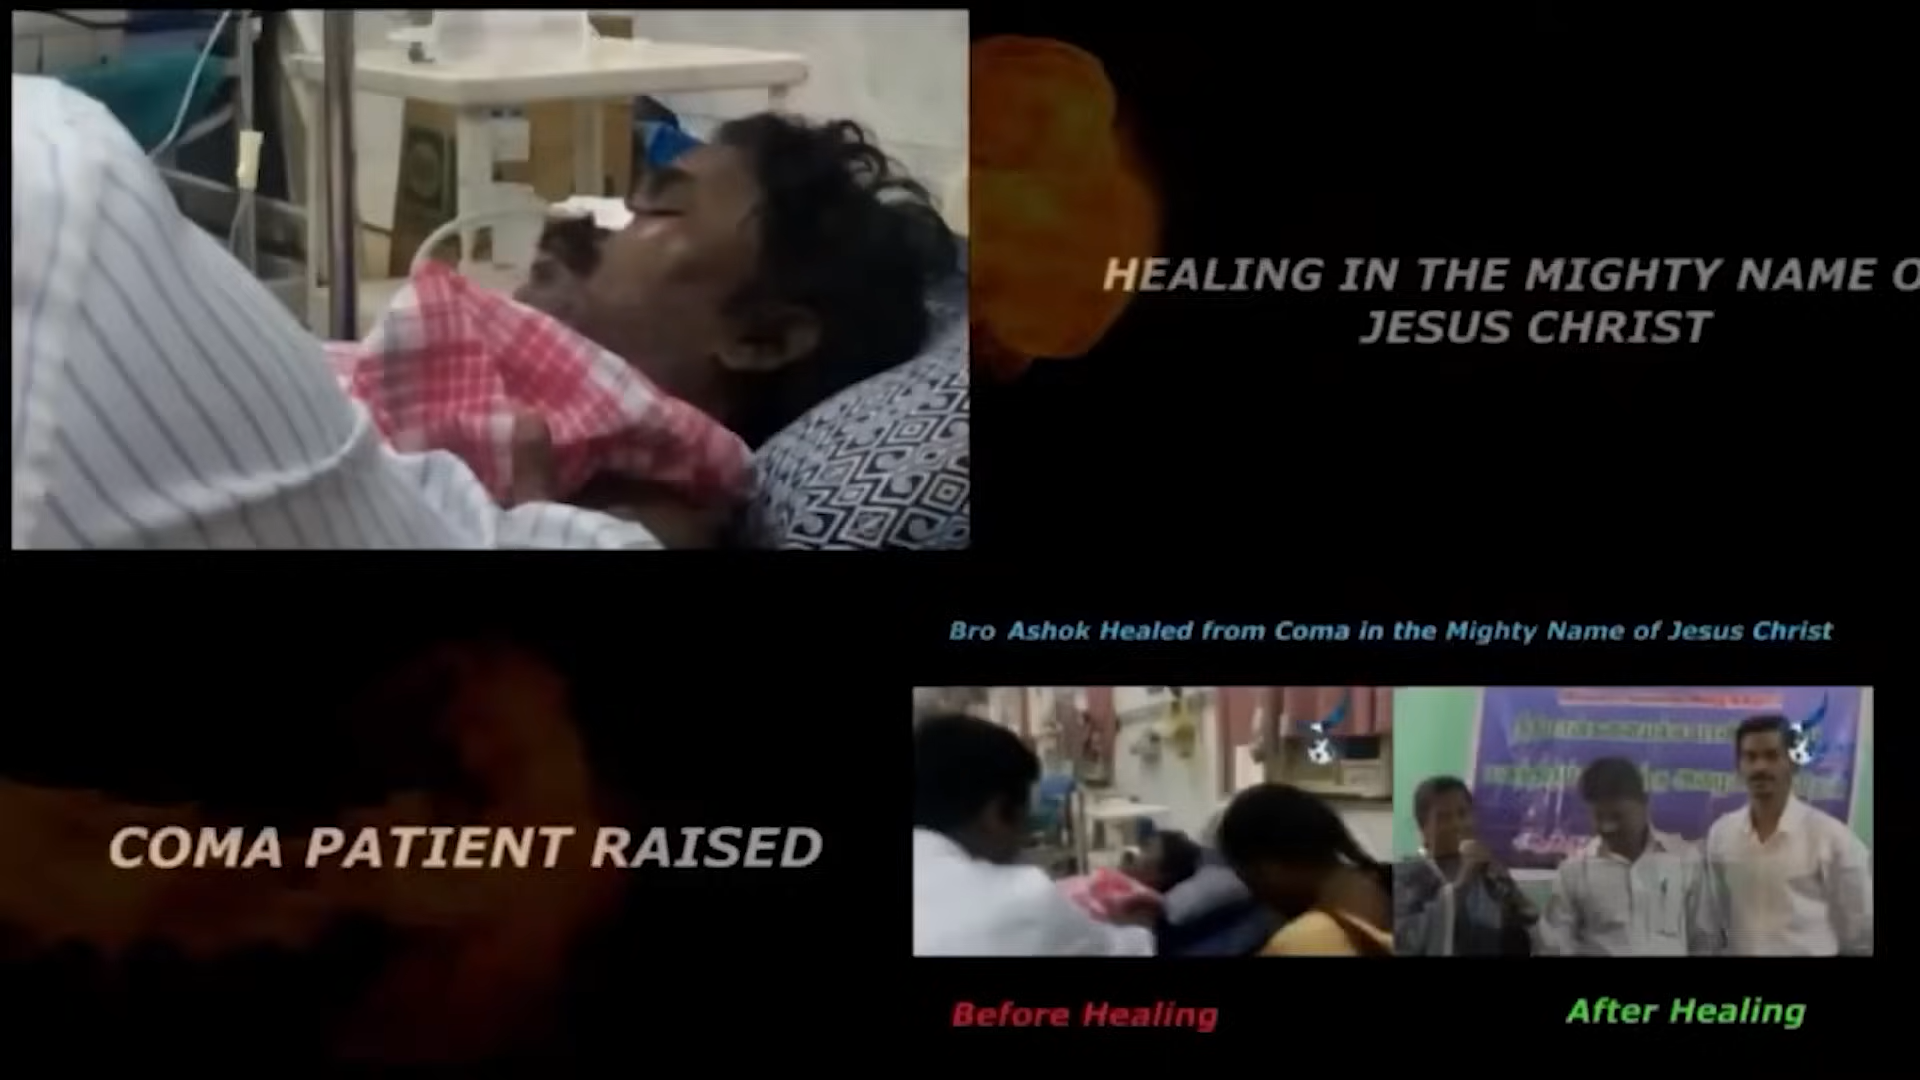 HEALING IN THE MIGHTY NAME O
JESUS CHRIST
COMA PATIENT RAISED
Bro Ashok Healed from Coma in the Mighty Name of Jesus Christ
Before Healing
After Healing